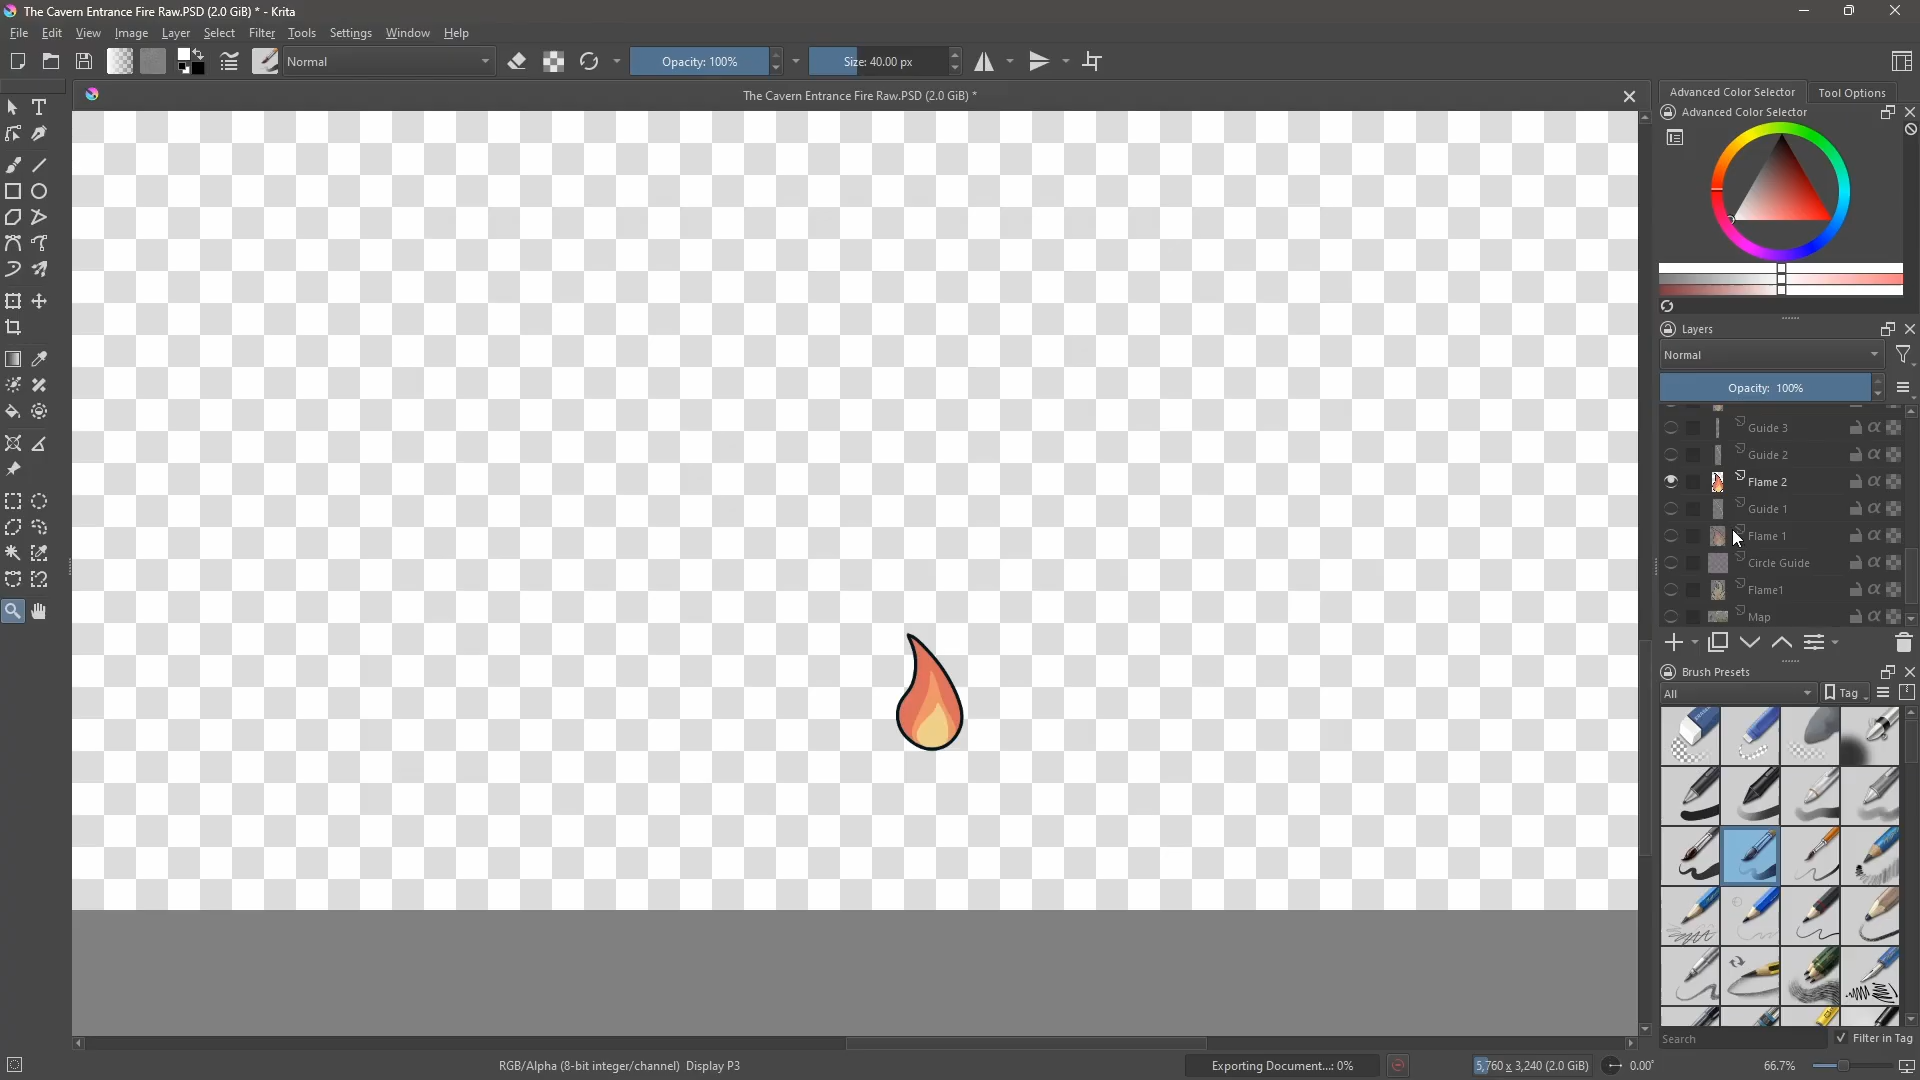 The Cavern Entrance Fire Raw.PSD (2.0 GiB) * - Krita
File Edit View Image Layer Select Filter Tools Settings Window Help
Normal
Opacity: 100%
Size: 40.00 px
The Cavern Entrance Fire Raw.PSD (2.0 GiB) *
Advanced Color Selector
Tool Options
Advanced Color Selector
Layers
Normal
Opacity: 100%
Guide 3
Guide 2
Flame 2
Guide 1
Flame 1
Circle Guide
Flame1
Map
Brush Presets
All
Tag
Search
Filter in Tag
RGB/Alpha (8-bit integer/channel) Display P3
Exporting Document...: 0%
5,760 x 3,240 (2.0 GiB)
0.00°
66.7%